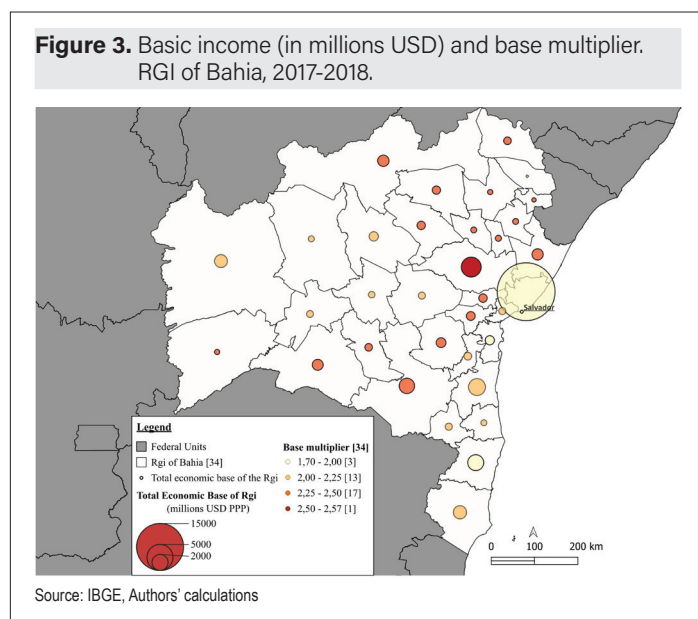 Figure 3. Basic income (in millions USD) and base multiplier.
RGI of Bahia, 2017-2018.
Salvador
Legend
Federal Units
Rgi of Bahia [34]
Total economic base of the Rgi
Total Economic Base of Rgi
(millions USD PPP)
15000
5000
2000
Base multiplier [34]
1,70 - 2,00 [3]
2,00 - 2,25 [13]
2,25 - 2,50 [17]
2,50 - 2,57 [1]
0 100 200 km
Source: IBGE, Authors' calculations